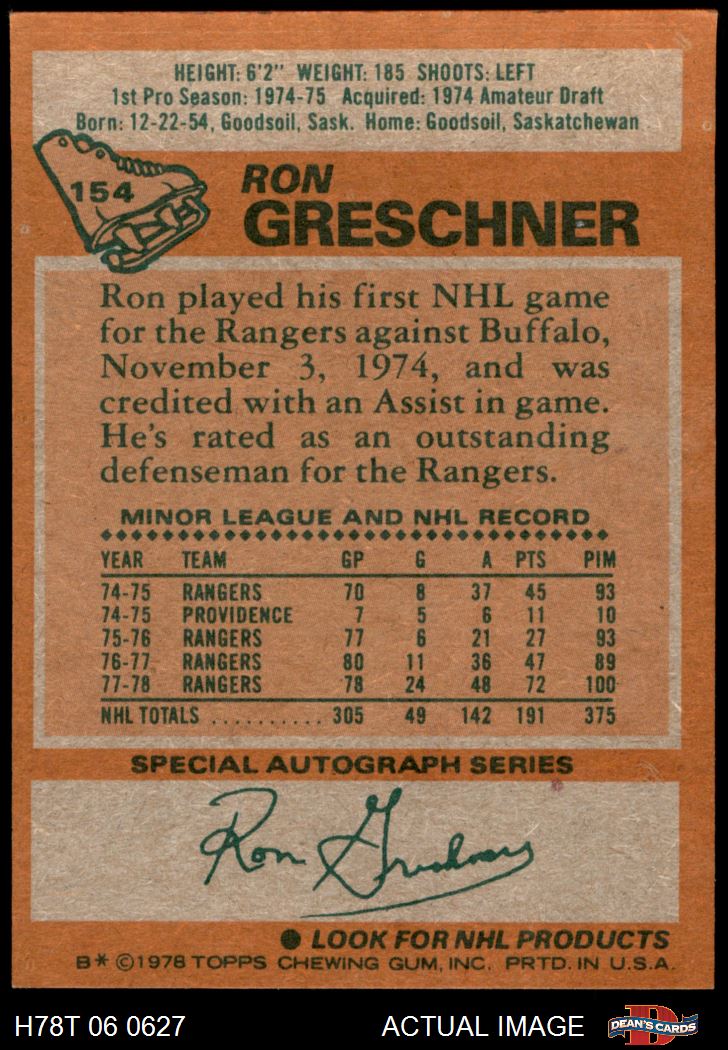 HEIGHT: 6'2" WEIGHT: 185 SHOOTS: LEFT
1st Pro Season: 1974-75 Acquired: 1974 Amateur Draft
Born: 12-22-54, Goodsoil, Sask. Home: Goodsoil, Saskatchewan
154
RON
GRESCHNER
Ron played his first NHL game
for the Rangers against Buffalo,
November 3, 1974, and was
credited with an Assist in game.
He's rated as an outstanding
defenseman for the Rangers.
MINOR LEAGUE AND NHL RECORD
YEAR TEAM GP G A PTS PIM
74-75 RANGERS 70 8 37 45 93
74-75 PROVIDENCE 7 5 6 11 10
75-76 RANGERS 77 6 21 27 93
76-77 RANGERS 80 11 36 47 89
77-78 RANGERS 78 24 48 72 100
NHL TOTALS .......... 305 49 142 191 375
SPECIAL AUTOGRAPH SERIES
Ron Greschner
● LOOK FOR NHL PRODUCTS
B* ©1978 TOPPS CHEWING GUM, INC. PRTD. IN U.S.A.
H78T 06 0627 ACTUAL IMAGE D DEAN'S CARDS